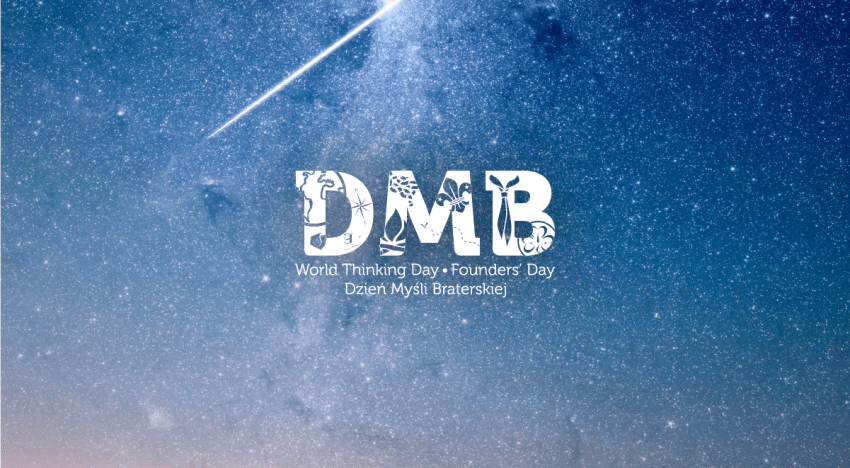 DMB
World Thinking Day • Founders' Day
Dzień Myśli Braterskiej